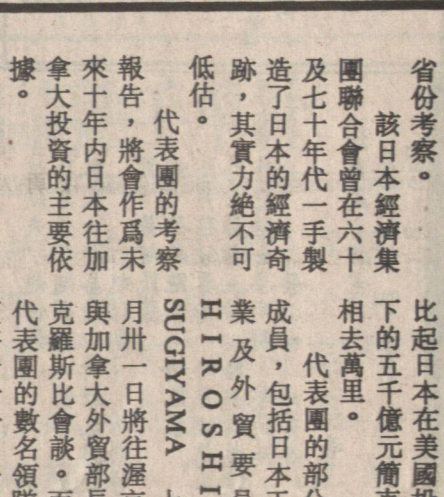 省份考察。
該日本經濟集
團聯合會曾在六十
及七十年代一手製
造了日本的經濟奇
跡，其實力絕不可
低估。
代表團的考察
報告，將會作爲未
來十年内日本往加
拿大投資的主要依
據。
比起日本在美國
下的五千億元簡直
相去萬里。
代表團的部份
成員，包括日本
業及外貿要員
HIROSHI
SUGIYAMA
月卅一日將往渥
與加拿大外貿部長
克羅斯比會談。
代表團的數名領隊